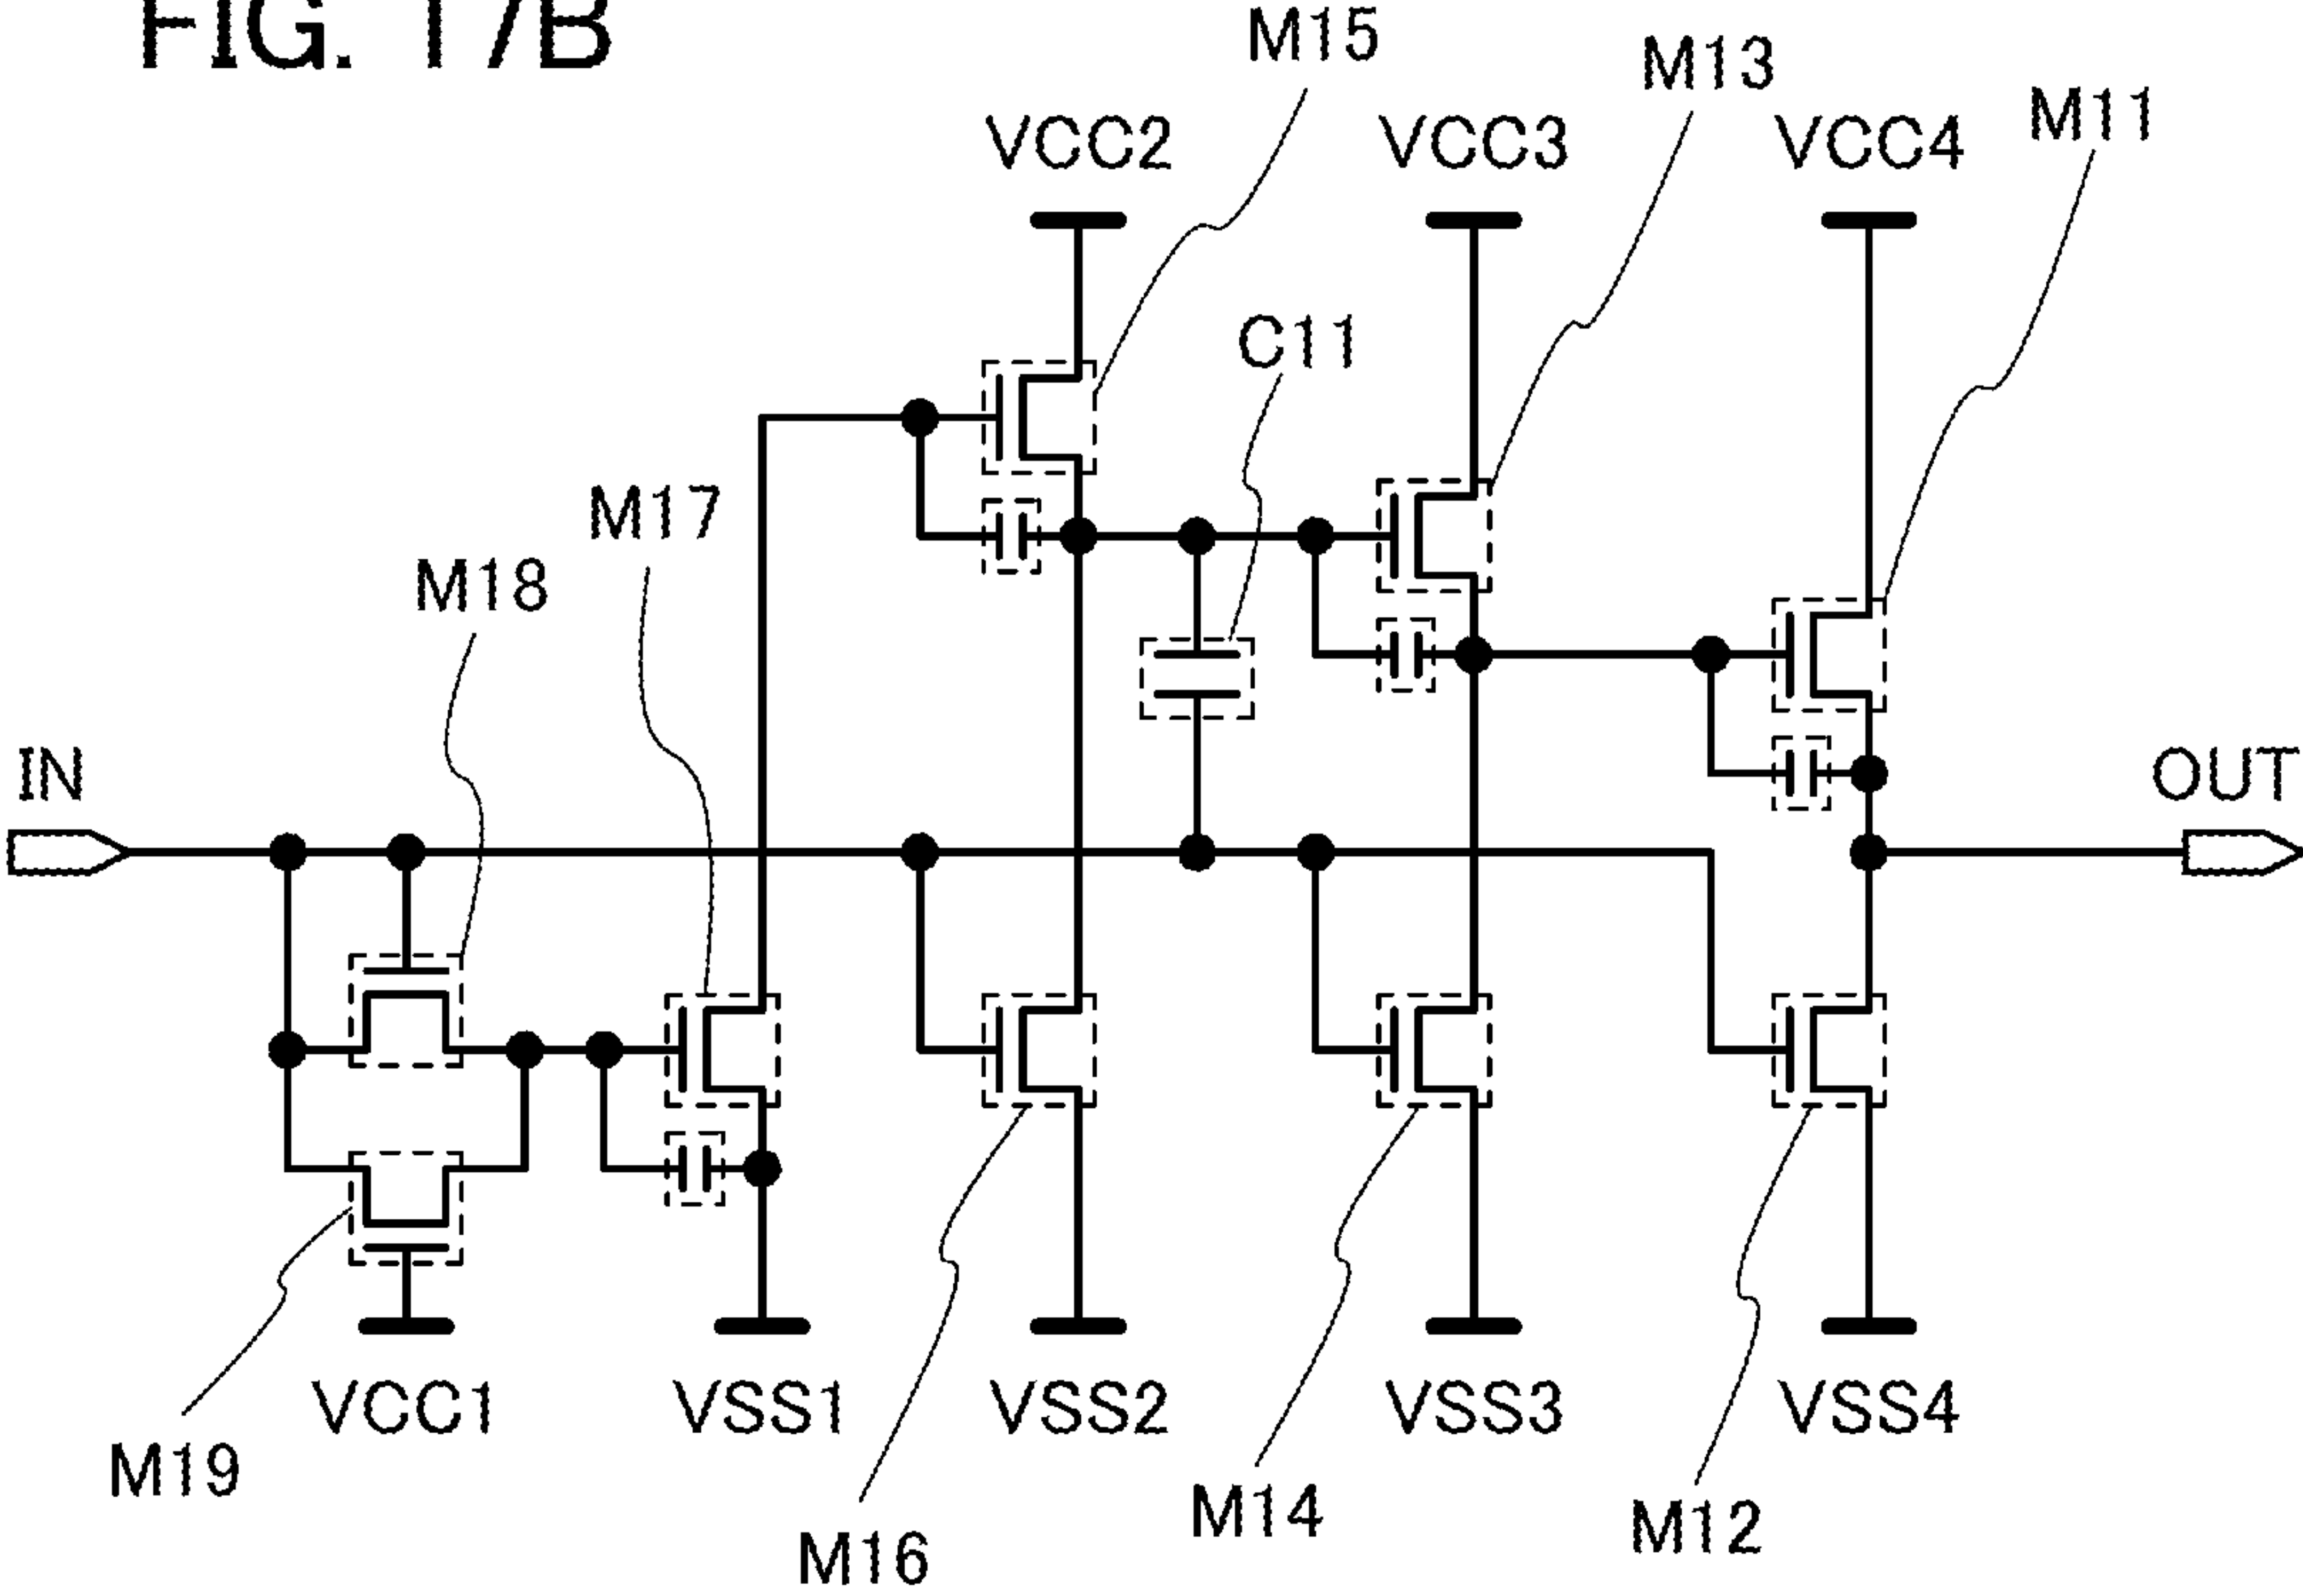 FIG. 17B
M15
M13
M11
VCC2
VCC3
VCC4
C11
M17
M18
IN
OUT
VCC1
VSS1
VSS2
VSS3
VSS4
M19
M16
M14
M12